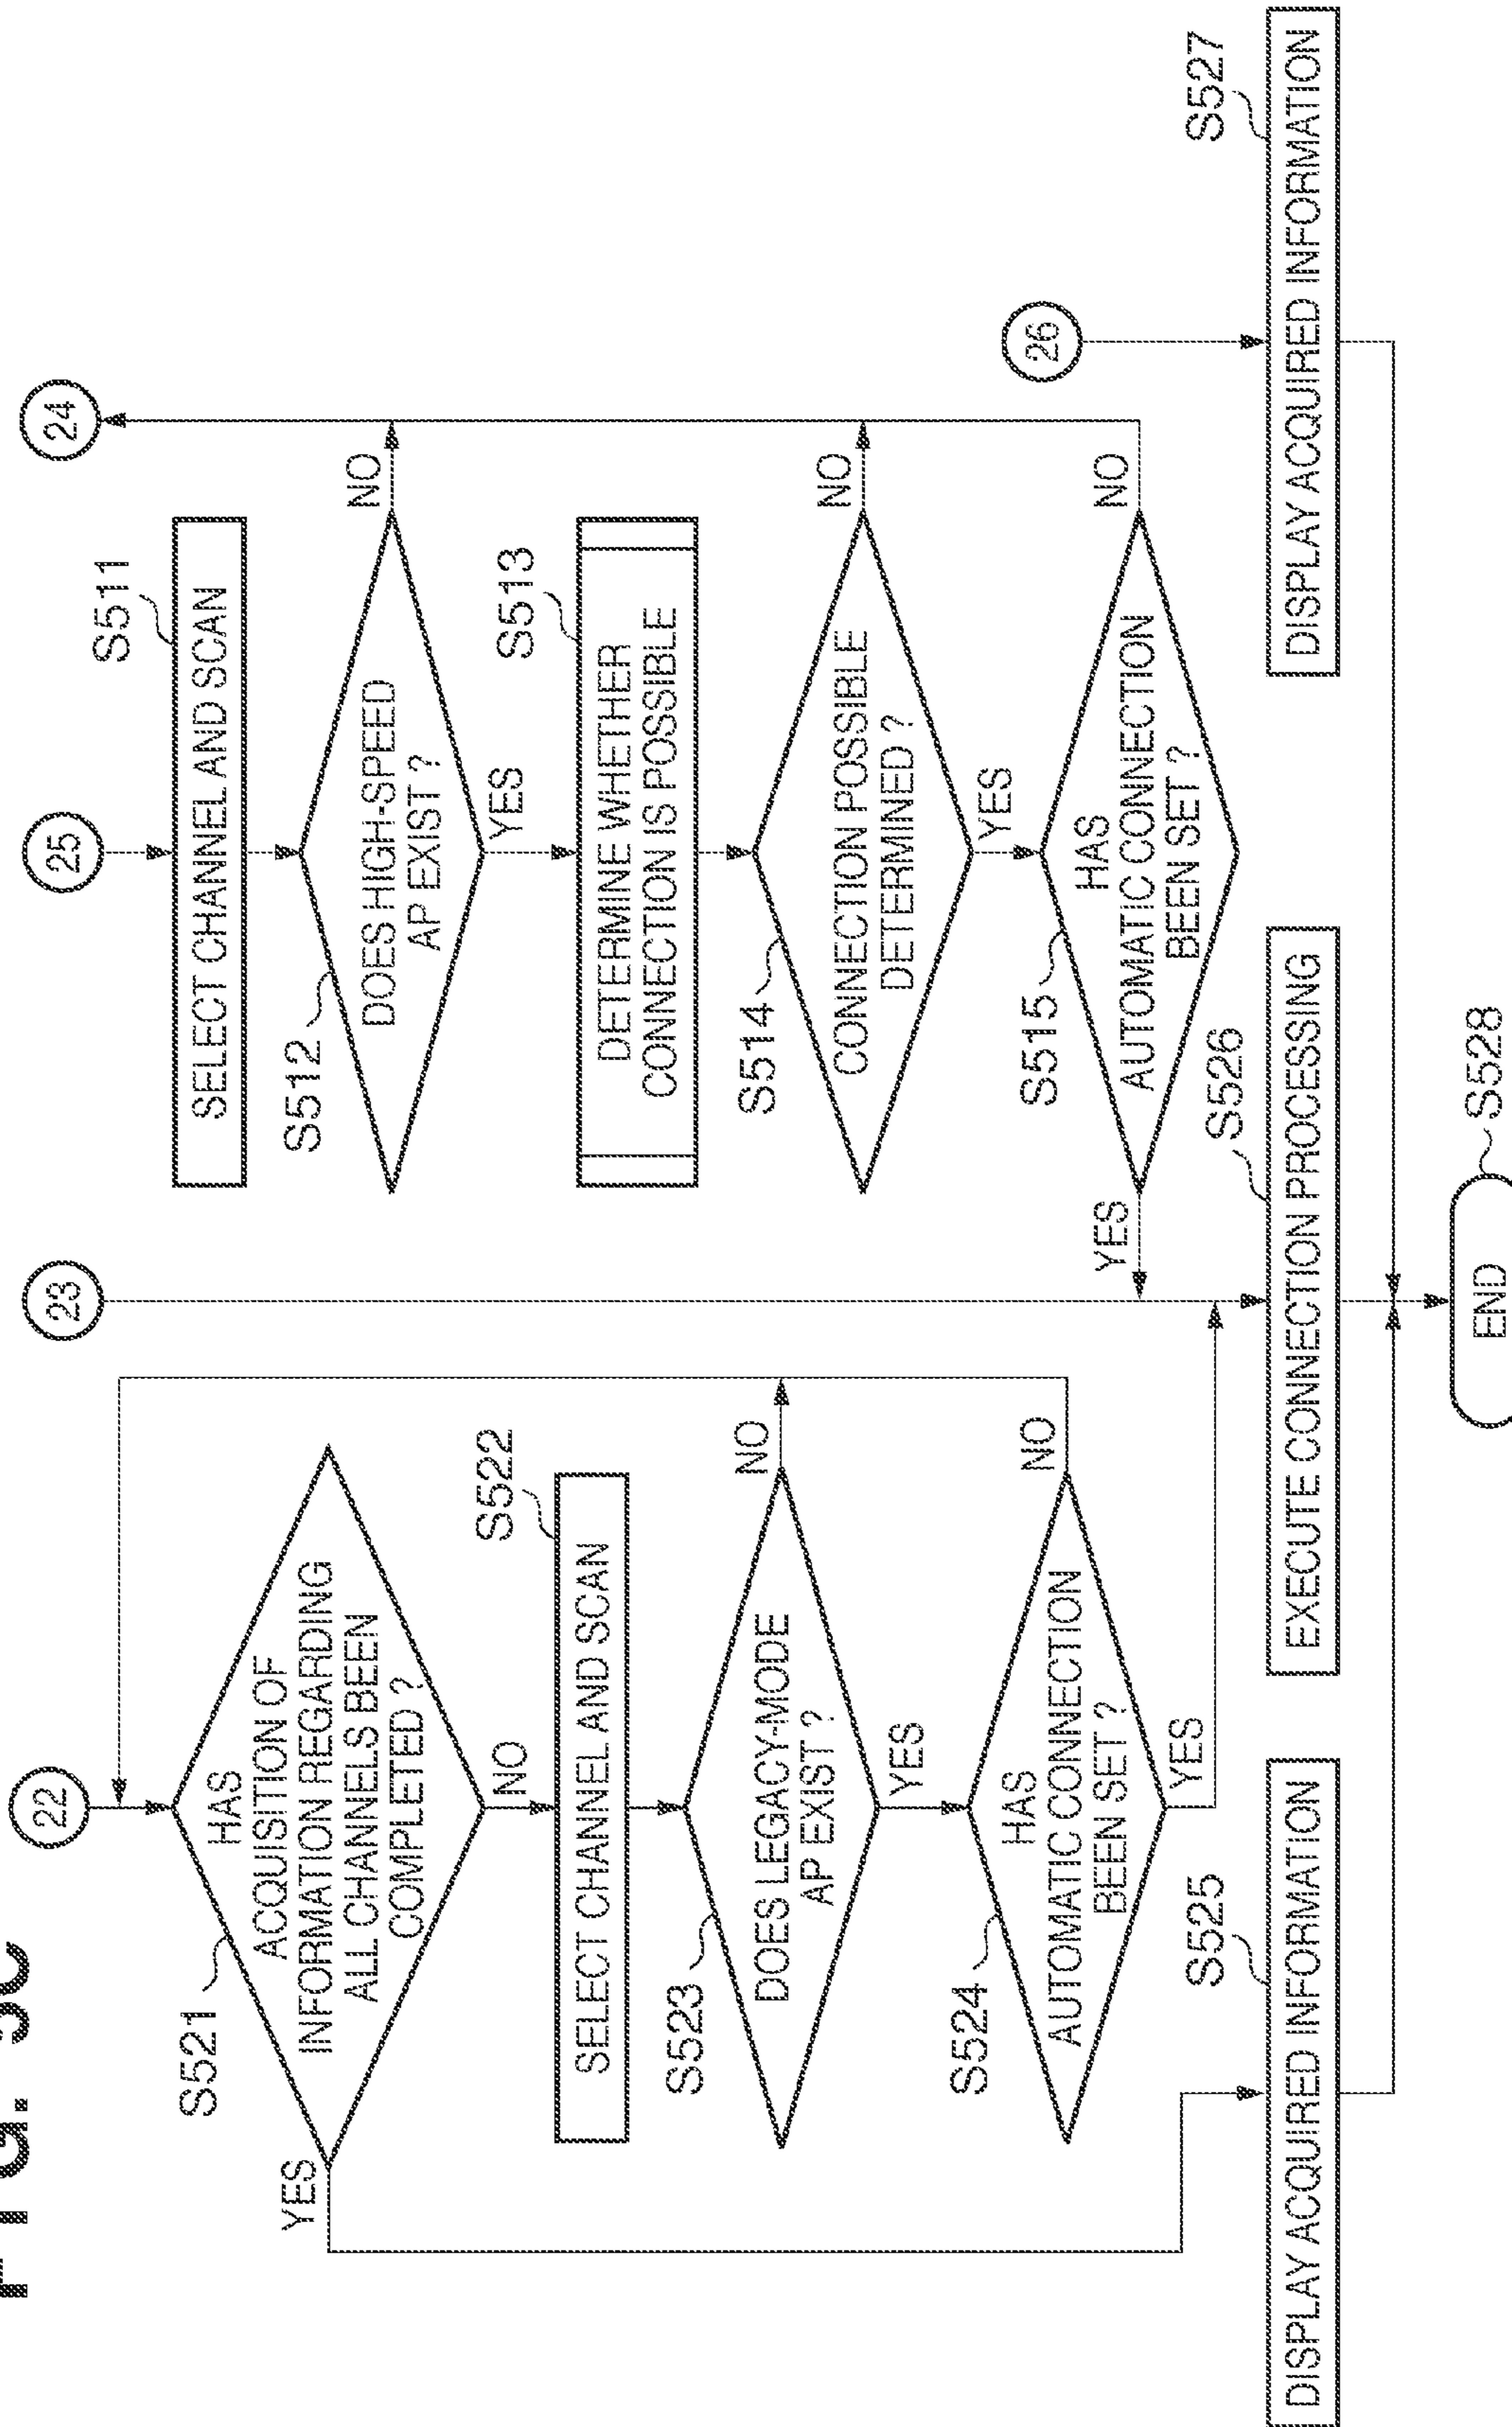 FIG. 5C
22
HAS
ACQUISITION OF
INFORMATION REGARDING
ALL CHANNELS BEEN
COMPLETED ?
S521
YES
NO
SELECT CHANNEL AND SCAN
S522
DOES LEGACY-MODE
AP EXIST ?
S523
NO
YES
HAS
AUTOMATIC CONNECTION
BEEN SET ?
S524
NO
YES
DISPLAY ACQUIRED INFORMATION
S525
23
25
SELECT CHANNEL AND SCAN
S511
24
DOES HIGH-SPEED
AP EXIST ?
S512
NO
YES
DETERMINE WHETHER
CONNECTION IS POSSIBLE
S513
CONNECTION POSSIBLE
DETERMINED ?
S514
NO
YES
HAS
AUTOMATIC CONNECTION
BEEN SET ?
S515
NO
YES
EXECUTE CONNECTION PROCESSING
S526
26
DISPLAY ACQUIRED INFORMATION
S527
END
S528